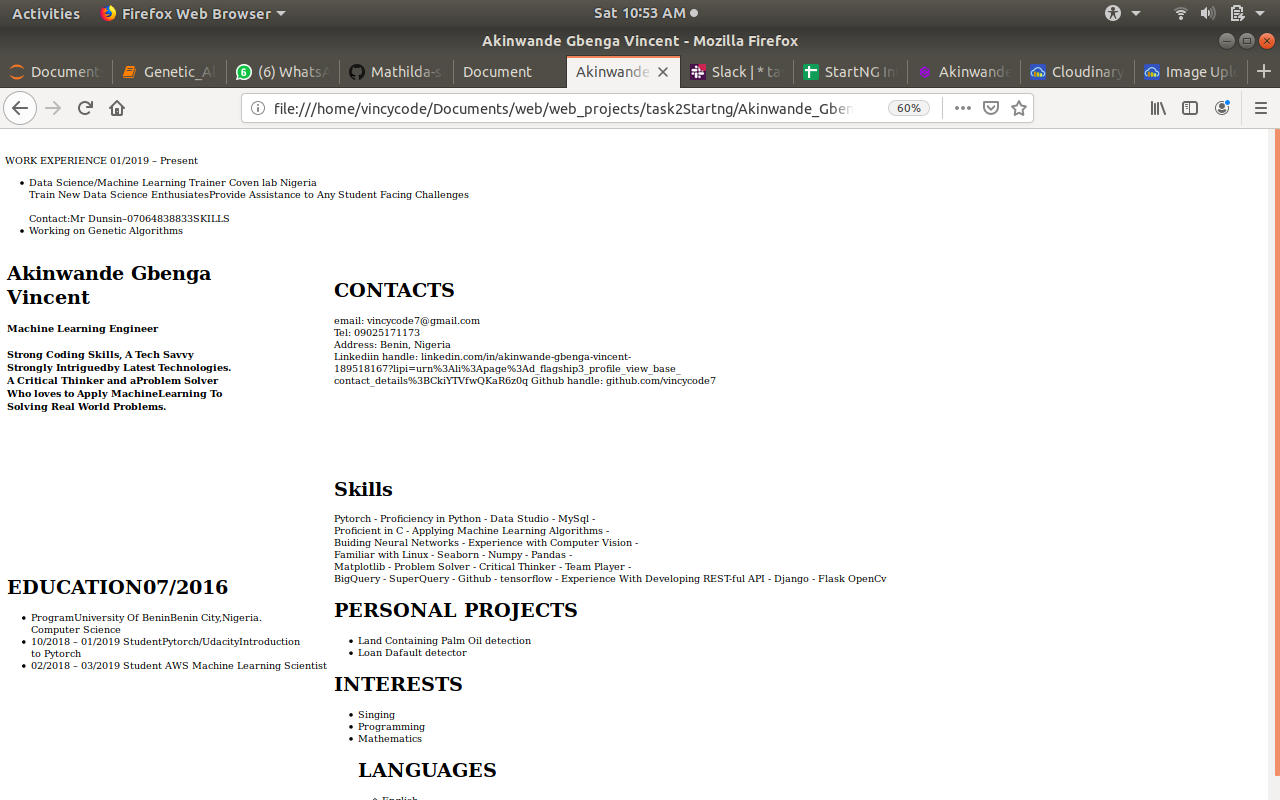 Activities Firefox Web Browser Sat 10:53 AM
Akinwande Gbenga Vincent - Mozilla Firefox
Document Genetic_Al (6) WhatsA Mathilda-s Document Akinwande Slack | * ta StartNG In Akinwande Cloudinary Image Uplo
file:///home/vincycode/Documents/web/web_projects/task2Startng/Akinwande_Gben 60%
WORK EXPERIENCE 01/2019 – Present
• Data Science/Machine Learning Trainer Coven lab Nigeria
Train New Data Science EnthusiatesProvide Assistance to Any Student Facing Challenges
Contact:Mr Dunsin–07064838833SKILLS
• Working on Genetic Algorithms
Akinwande Gbenga
Vincent
Machine Learning Engineer
Strong Coding Skills, A Tech Savvy
Strongly Intriguedby Latest Technologies.
A Critical Thinker and aProblem Solver
Who loves to Apply MachineLearning To
Solving Real World Problems.
CONTACTS
email: vincycode7@gmail.com
Tel: 09025171173
Address: Benin, Nigeria
Linkediin handle: linkedin.com/in/akinwande-gbenga-vincent-
189518167?lipi=urn%3Ali%3Apage%3Ad_flagship3_profile_view_base_
contact_details%3BCkiYTVfwQKaR6z0q Github handle: github.com/vincycode7
Skills
Pytorch - Proficiency in Python - Data Studio - MySql -
Proficient in C - Applying Machine Learning Algorithms -
Buiding Neural Networks - Experience with Computer Vision -
Familiar with Linux - Seaborn - Numpy - Pandas -
Matplotlib - Problem Solver - Critical Thinker - Team Player -
BigQuery - SuperQuery - Github - tensorflow - Experience With Developing REST-ful API - Django - Flask OpenCv
EDUCATION07/2016
• ProgramUniversity Of BeninBenin City,Nigeria.
Computer Science
• 10/2018 – 01/2019 StudentPytorch/UdacityIntroduction
to Pytorch
• 02/2018 – 03/2019 Student AWS Machine Learning Scientist
PERSONAL PROJECTS
• Land Containing Palm Oil detection
• Loan Dafault detector
INTERESTS
• Singing
• Programming
• Mathematics
LANGUAGES
English